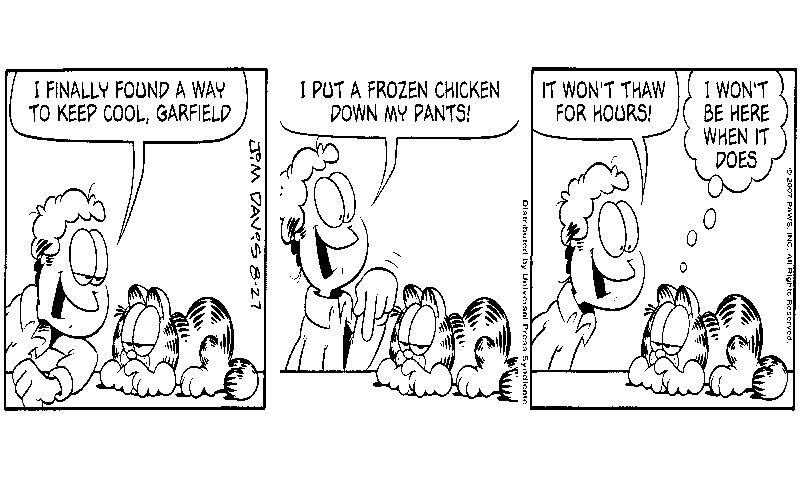 I FINALLY FOUND A WAY
TO KEEP COOL, GARFIELD
JIM DAVIS 8-27
I PUT A FROZEN CHICKEN
DOWN MY PANTS!
Distributed by Universal Press Syndicate
IT WON'T THAW
FOR HOURS!
I WON'T
BE HERE
WHEN IT
DOES
© 2007 PAWS, INC. All Rights Reserved.